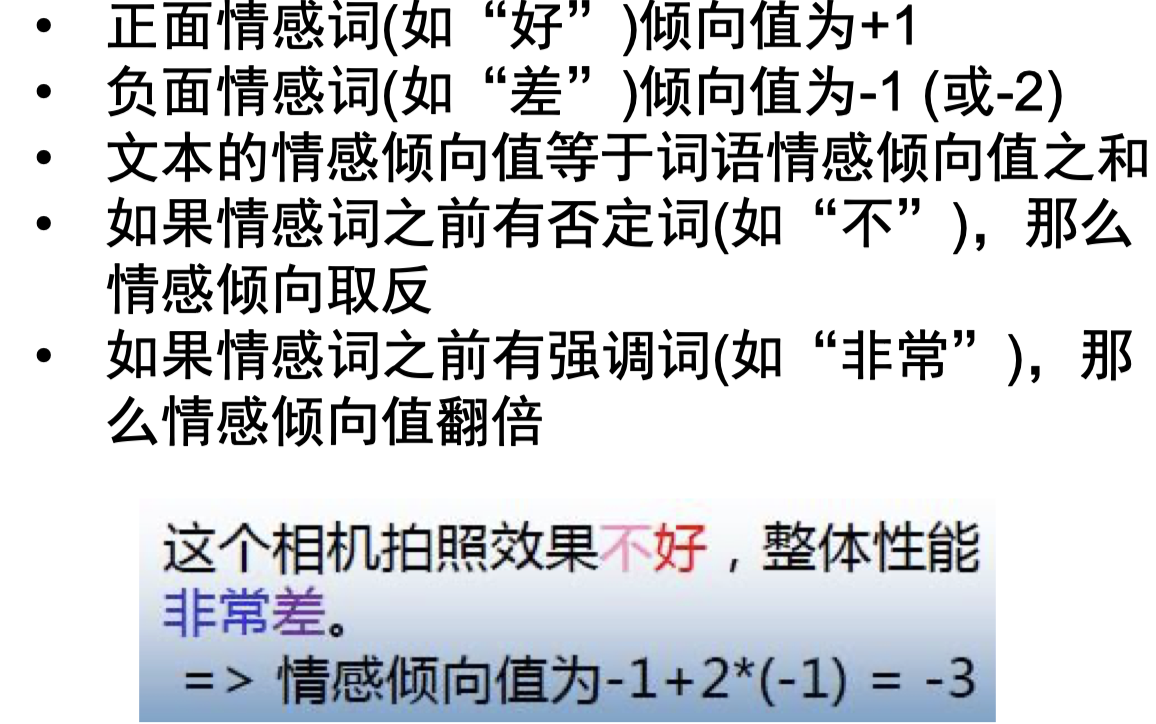 • 正面情感词(如“好”)倾向值为+1
• 负面情感词(如“差”)倾向值为-1 (或-2)
• 文本的情感倾向值等于词语情感倾向值之和
• 如果情感词之前有否定词(如“不”)，那么
情感倾向取反
• 如果情感词之前有强调词(如“非常”)，那
么情感倾向值翻倍
这个相机拍照效果不好，整体性能
非常差。
=> 情感倾向值为-1+2*(-1) = -3